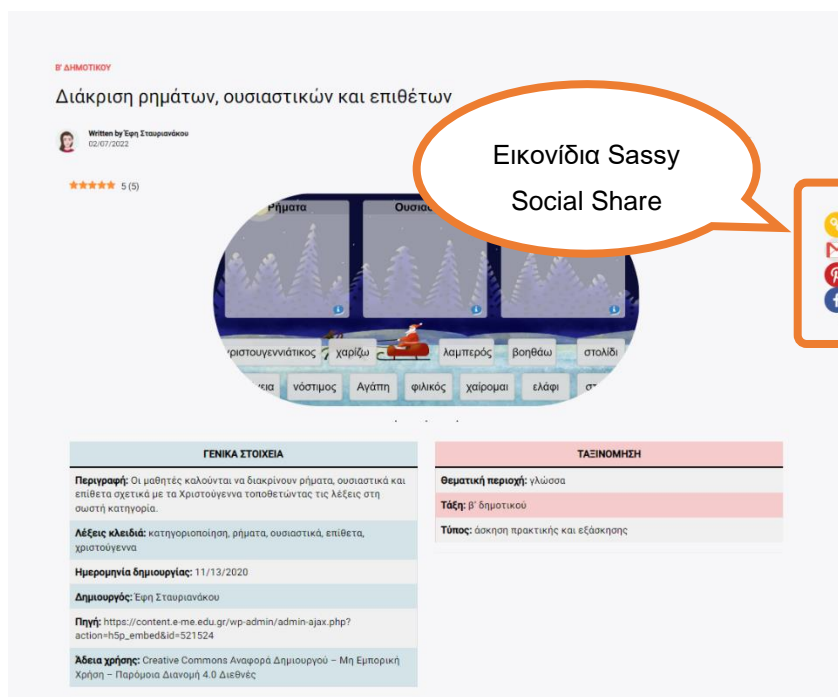 Β' ΔΗΜΟΤΙΚΟΥ
Διάκριση ρημάτων, ουσιαστικών και επιθέτων
Written by Έφη Σταυριανάκου
02/07/2022
5 (5)
Εικονίδια Sassy
Social Share
Ρήματα
χαρίζω λαμπερός βοηθάω στολίδι
νόστιμος Αγάπη φιλικός χαίρομαι ελάφι
ΓΕΝΙΚΑ ΣΤΟΙΧΕΙΑ
Περιγραφή: Οι μαθητές καλούνται να διακρίνουν ρήματα, ουσιαστικά και
επίθετα σχετικά με τα Χριστούγεννα τοποθετώντας τις λέξεις στη
σωστή κατηγορία.
Λέξεις κλειδιά: κατηγοριοποίηση, ρήματα, ουσιαστικά, επίθετα,
χριστούγεννα
Ημερομηνία δημιουργίας: 11/13/2020
Δημιουργός: Έφη Σταυριανάκου
Πηγή: https://content.e-me.edu.gr/wp-admin/admin-ajax.php?
action=h5p_embed&id=521524
Άδεια χρήσης: Creative Commons Αναφορά Δημιουργού – Μη Εμπορική
Χρήση – Παρόμοια Διανομή 4.0 Διεθνές
ΤΑΞΙΝΟΜΗΣΗ
Θεματική περιοχή: γλώσσα
Τάξη: β' δημοτικού
Τύπος: άσκηση πρακτικής και εξάσκησης